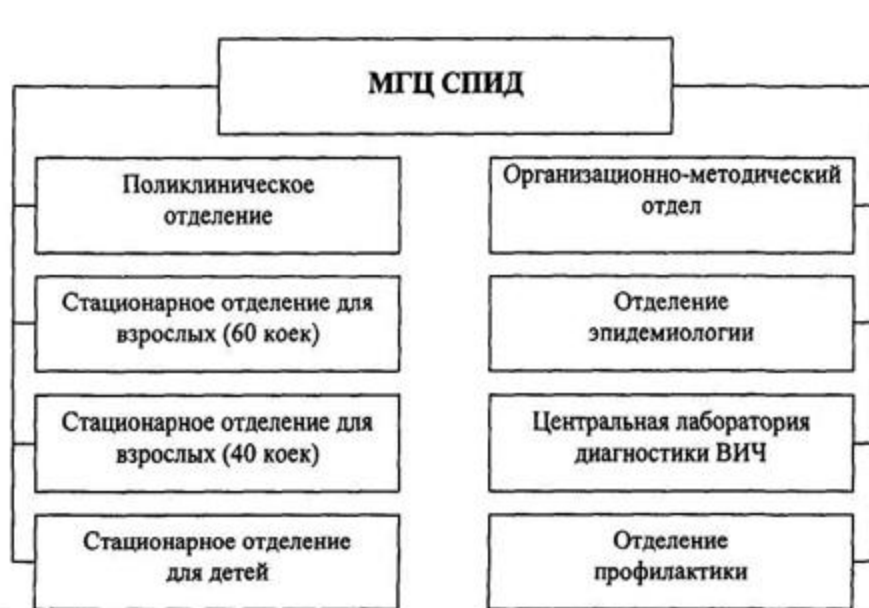 МГЦ СПИД
Поликлиническое
отделение
Стационарное отделение для
взрослых (60 коек)
Стационарное отделение для
взрослых (40 коек)
Стационарное отделение
для детей
Организационно-методический
отдел
Отделение
эпидемиологии
Центральная лаборатория
диагностики ВИЧ
Отделение
профилактики